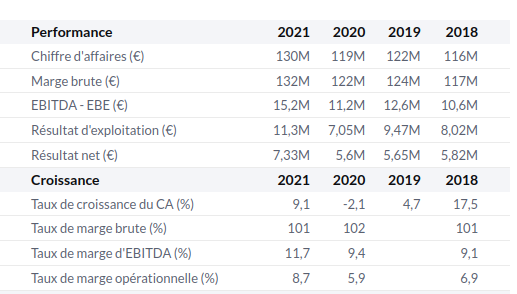 Performance 2021 2020 2019 2018
Chiffre d'affaires (€) 130M 119M 122M 116M
Marge brute (€) 132M 122M 124M 117M
EBITDA - EBE (€) 15,2M 11,2M 12,6M 10,6M
Résultat d'exploitation (€) 11,3M 7,05M 9,47M 8,02M
Résultat net (€) 7,33M 5,6M 5,65M 5,82M
Croissance 2021 2020 2019 2018
Taux de croissance du CA (%) 9,1 -2,1 4,7 17,5
Taux de marge brute (%) 101 102 101
Taux de marge d'EBITDA (%) 11,7 9,4 9,1
Taux de marge opérationnelle (%) 8,7 5,9 6,9